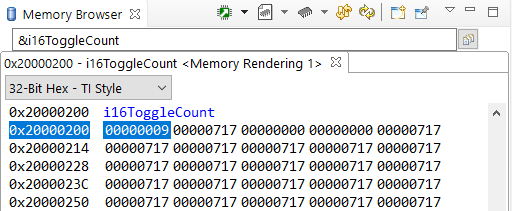 Memory Browser
&i16ToggleCount
0x20000200 - i16ToggleCount <Memory Rendering 1>
32-Bit Hex - TI Style
0x20000200 i16ToggleCount
0x20000200 00000009 00000717 00000000 00000000 00000717
0x20000214 00000717 00000717 00000717 00000717 00000717
0x20000228 00000717 00000717 00000717 00000717 00000717
0x2000023C 00000717 00000717 00000717 00000717 00000717
0x20000250 00000717 00000717 00000717 00000717 00000717